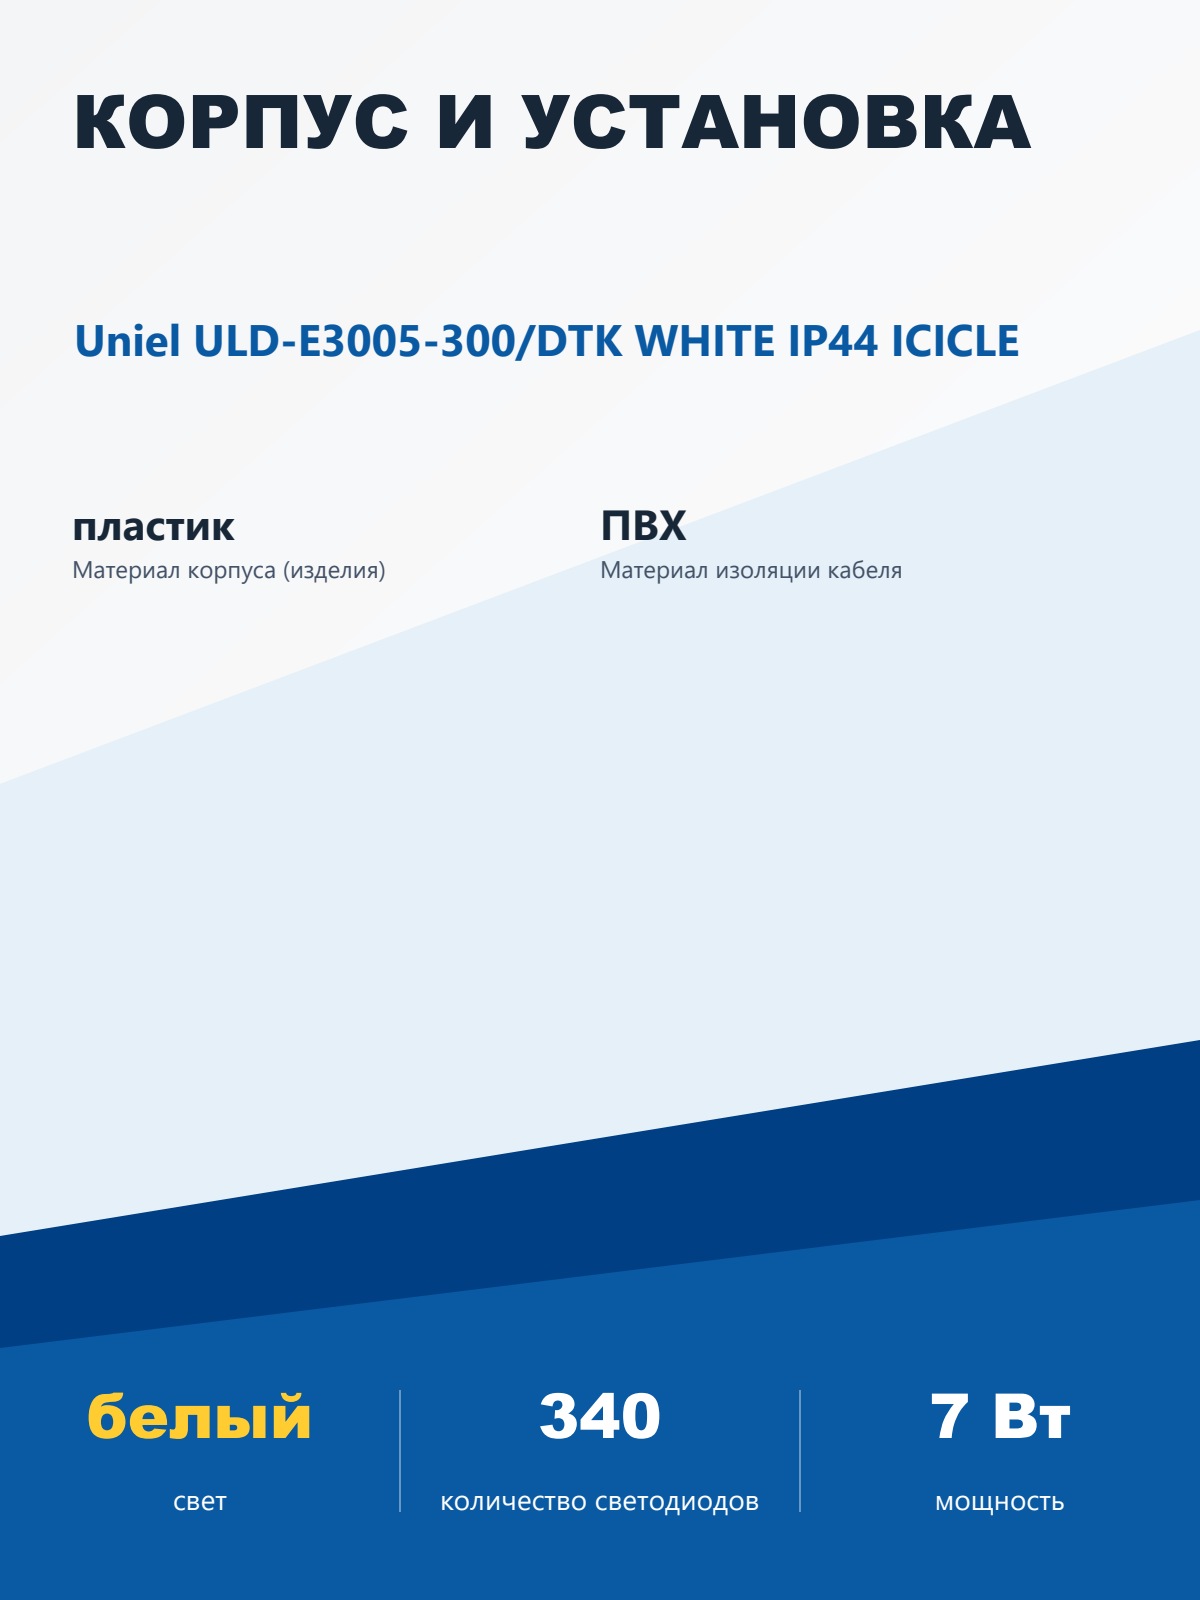 КОРПУС И УСТАНОВКА
Uniel ULD-E3005-300/DTK WHITE IP44 ICICLE
пластик
Материал корпуса (изделия)
ПВХ
Материал изоляции кабеля
белый
свет
340
количество светодиодов
7 Вт
мощность